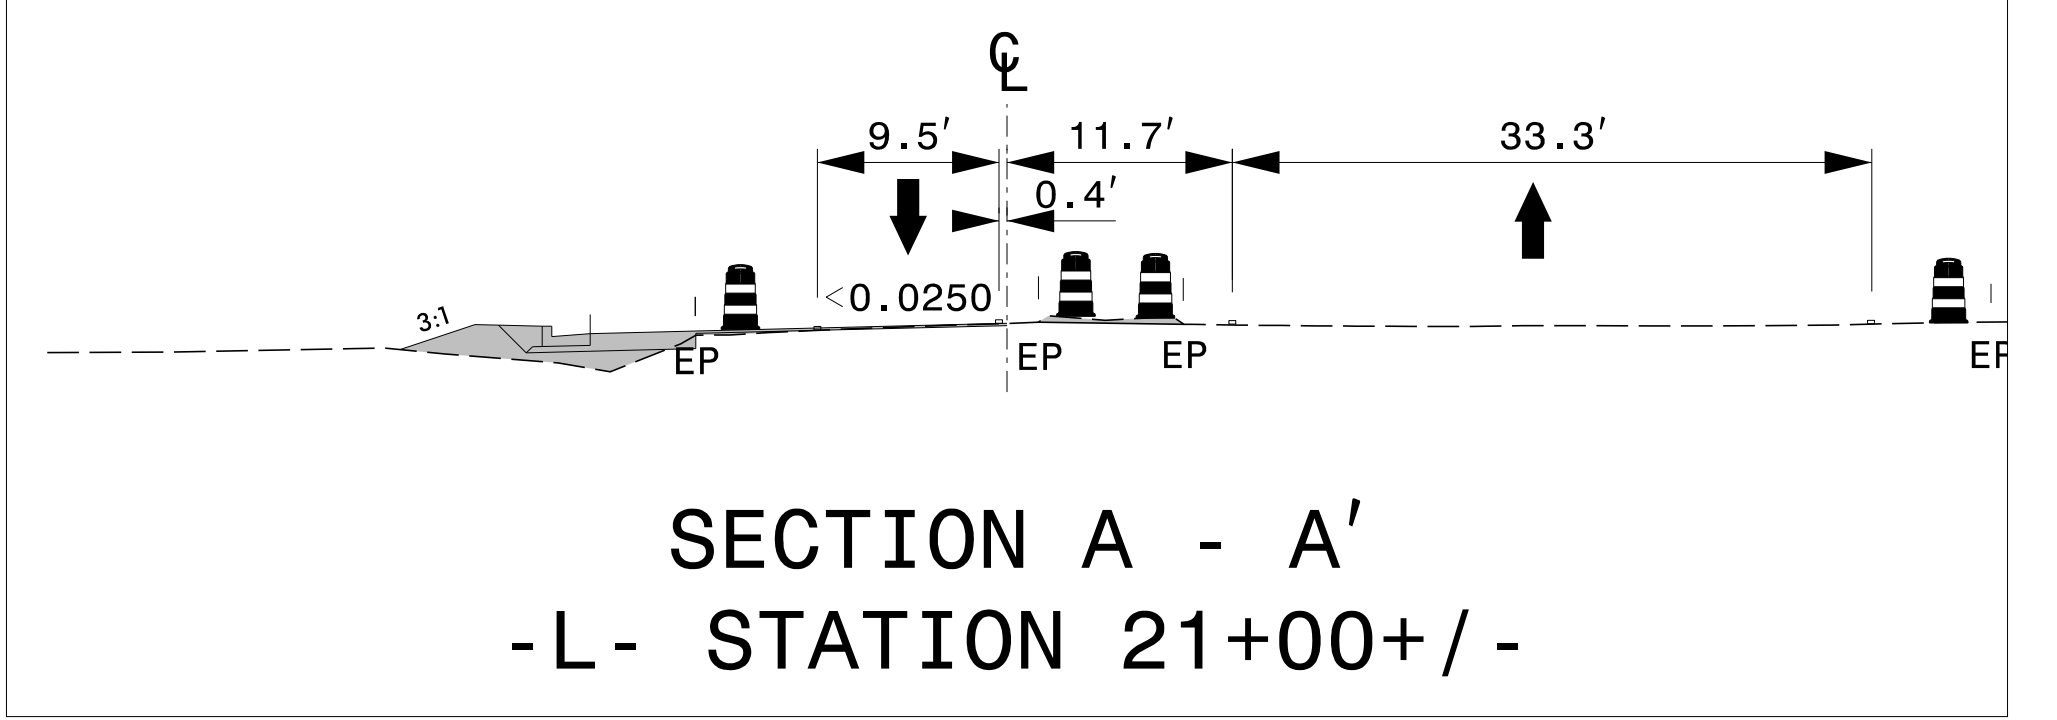 ℄
9.5' 11.7' 33.3'
0.4'
<0.0250
3:1
EP EP EP EP
SECTION A - A'
-L- STATION 21+00+/-